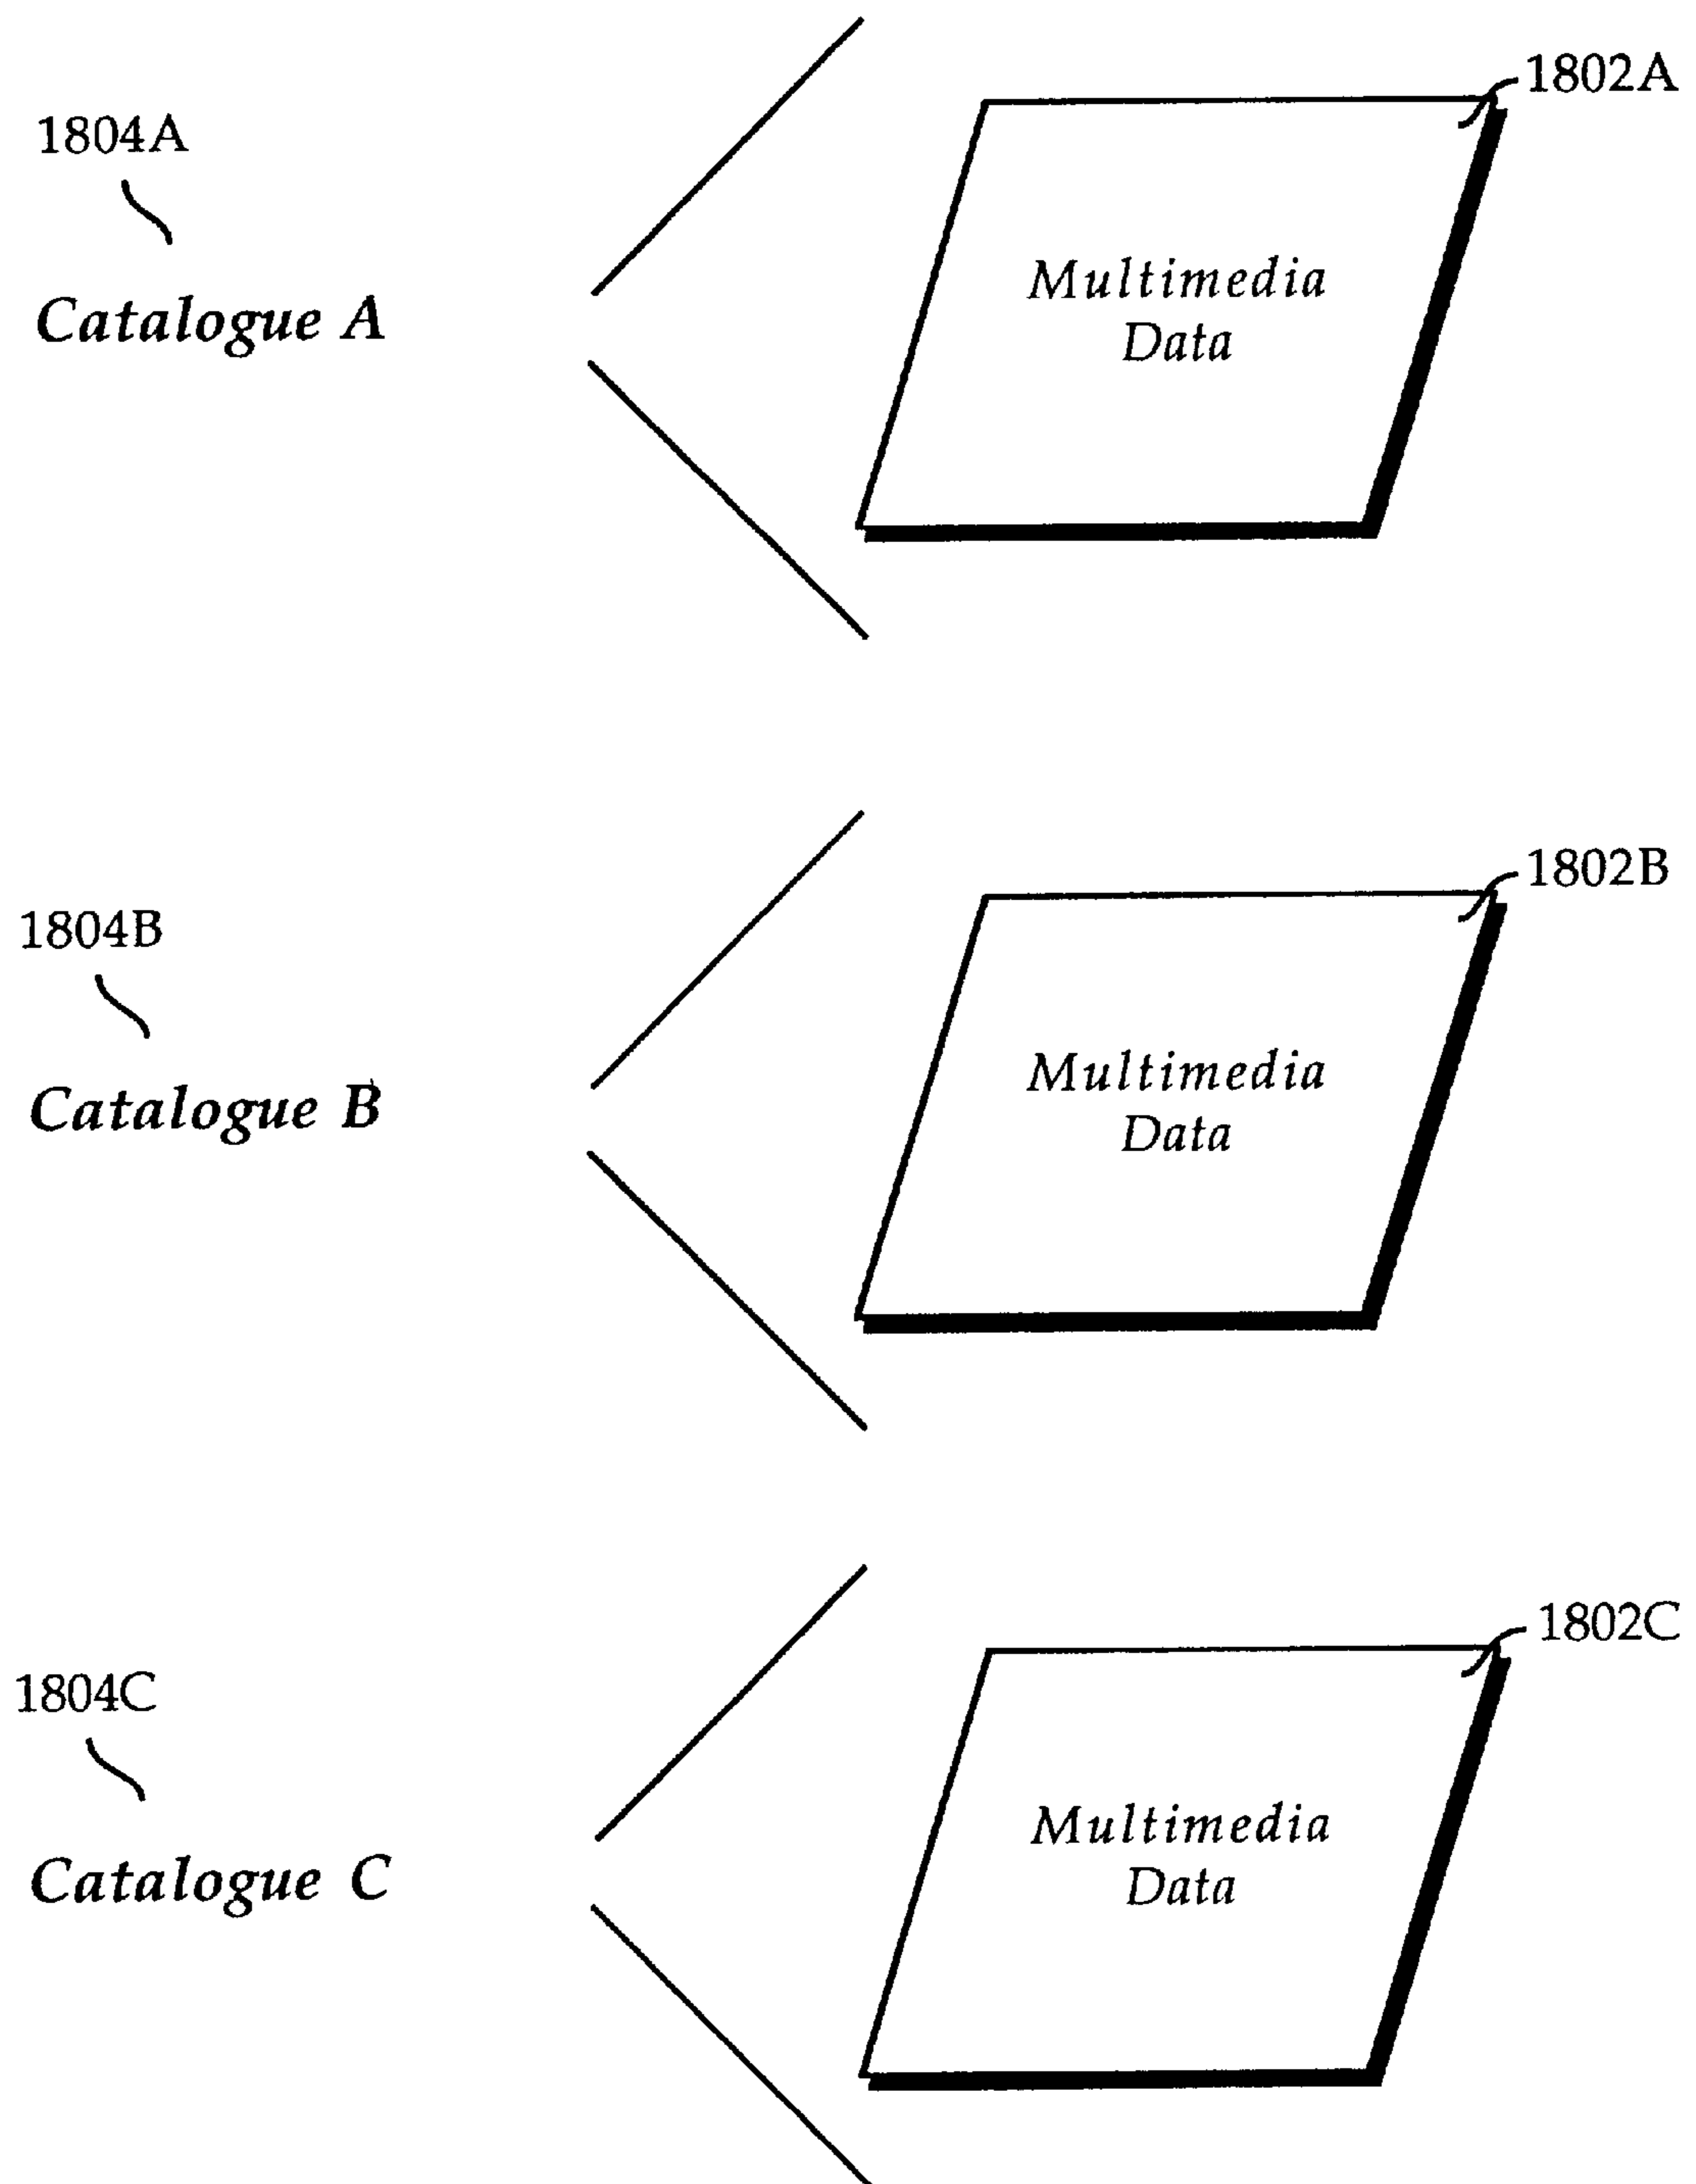 1802A
1804A
Multimedia
Data
Catalogue A
1802B
1804B
Multimedia
Data
Catalogue B
1802C
1804C
Multimedia
Data
Catalogue C